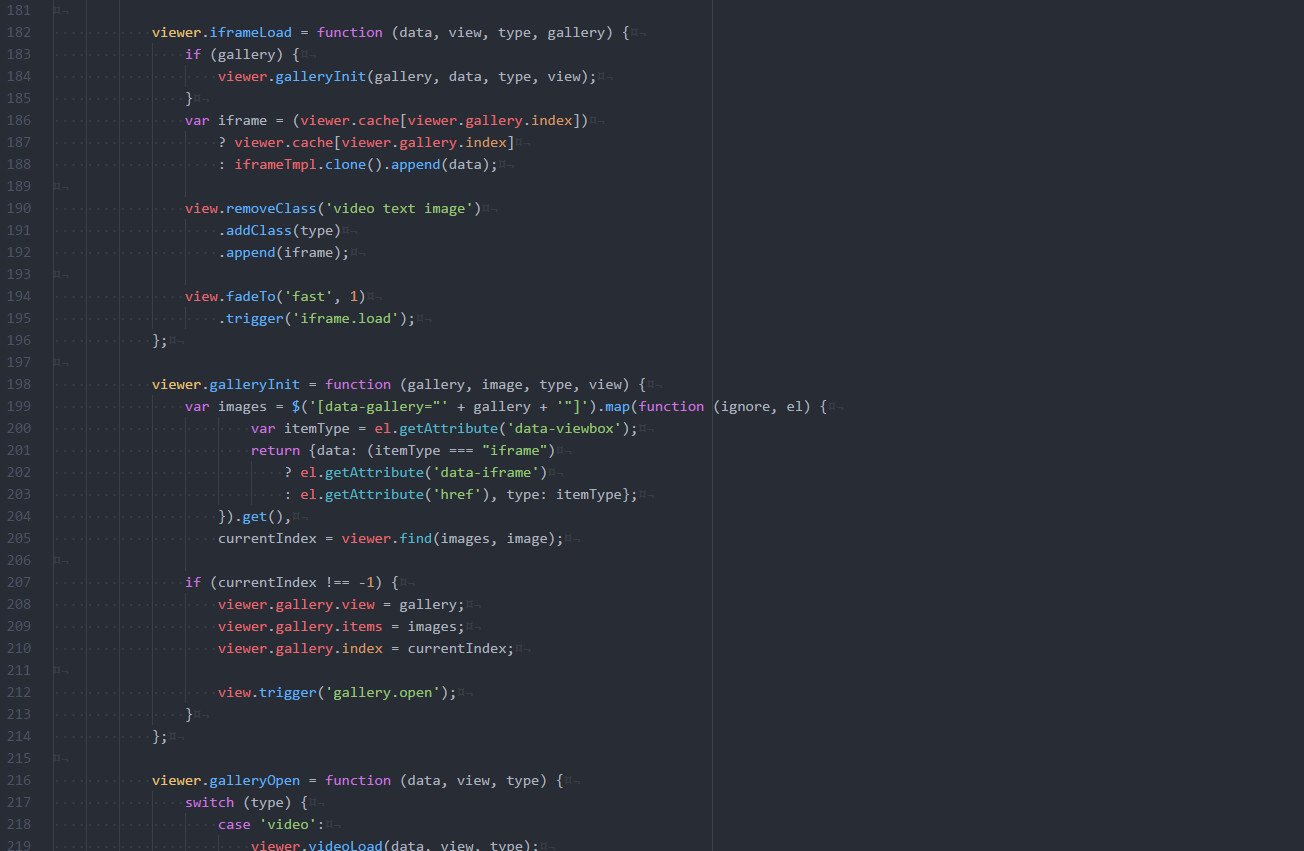 181
182 viewer.iframeLoad = function (data, view, type, gallery) {¤¬
183 if (gallery) {¤¬
184 viewer.galleryInit(gallery, data, type, view);¤¬
185 }¤¬
186 var iframe = (viewer.cache[viewer.gallery.index])¤¬
187 ? viewer.cache[viewer.gallery.index]¤¬
188 : iframeTmpl.clone().append(data);¤¬
189 ¤¬
190 view.removeClass('video text image')¤¬
191 .addClass(type)¤¬
192 .append(iframe);¤¬
193 ¤¬
194 view.fadeTo('fast', 1)¤¬
195 .trigger('iframe.load');¤¬
196 };¤¬
197 ¤¬
198 viewer.galleryInit = function (gallery, image, type, view) {¤¬
199 var images = $('[data-gallery="' + gallery + '"]').map(function (ignore, el) {¤¬
200 var itemType = el.getAttribute('data-viewbox');¤¬
201 return {data: (itemType === "iframe")¤¬
202 ? el.getAttribute('data-iframe')¤¬
203 : el.getAttribute('href'), type: itemType};¤¬
204 }).get(),¤¬
205 currentIndex = viewer.find(images, image);¤¬
206 ¤¬
207 if (currentIndex !== -1) {¤¬
208 viewer.gallery.view = gallery;¤¬
209 viewer.gallery.items = images;¤¬
210 viewer.gallery.index = currentIndex;¤¬
211 ¤¬
212 view.trigger('gallery.open');¤¬
213 }¤¬
214 };¤¬
215 ¤¬
216 viewer.galleryOpen = function (data, view, type) {¤¬
217 switch (type) {¤¬
218 case 'video':¤¬
219 viewer.videoLoad(data, view, type);¤¬